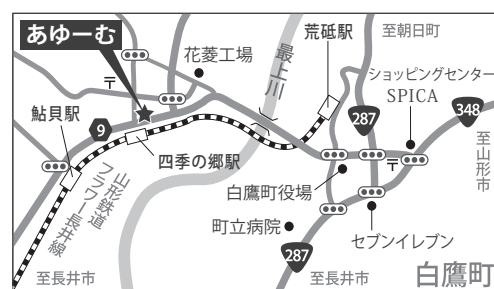 あゆーむ
荒砥駅
至朝日町
花菱工場
最上川
ショッピングセンター
SPICA
〒
鮎貝駅
9
287
348
四季の郷駅
至山形市
〒
白鷹町役場
山形鉄道
フラワー長井線
町立病院
セブンイレブン
287
至長井市
至長井市
白鷹町